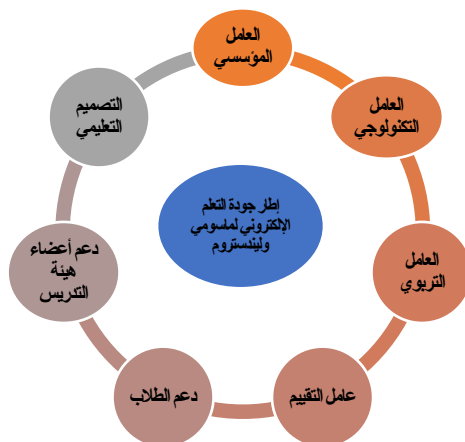 العامل
المؤسسي
العامل
التكنولوجي
العامل
التربوي
عامل التقييم
دعم الطلاب
دعم أعضاء
هيئة
التدريس
التصميم
التعليمي
إطار جودة التعلم
الإلكتروني لماسومي
وليندستروم